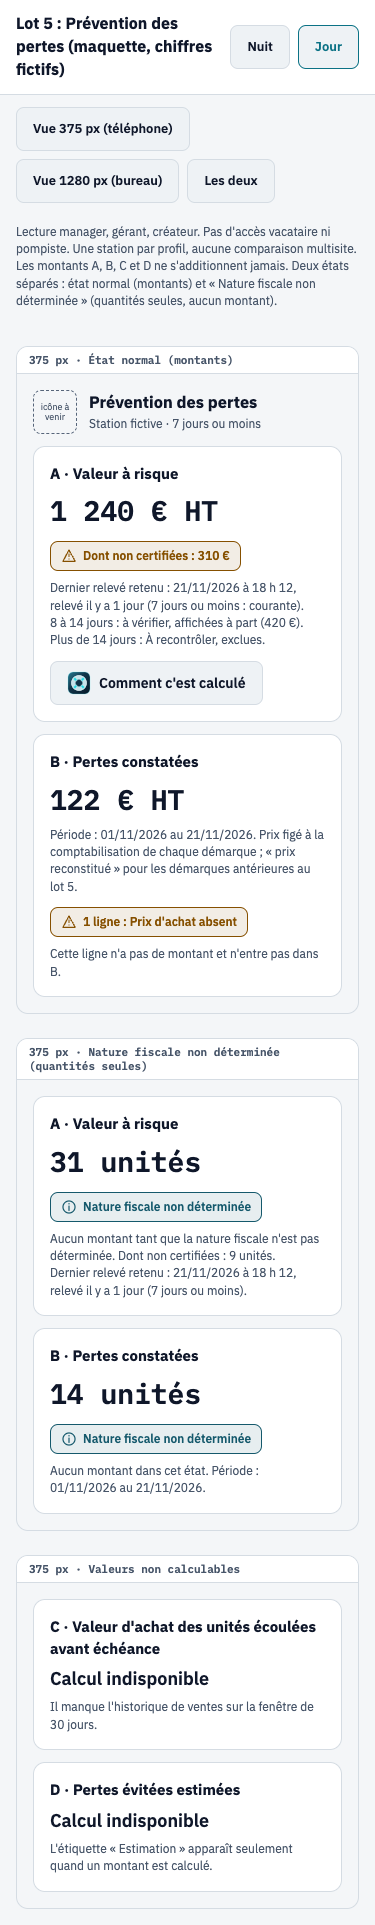 Lot 5 : Prévention des
pertes (maquette, chiffres
fictifs)
Nuit
Jour
Vue 375 px (téléphone)
Vue 1280 px (bureau)
Les deux
Lecture manager, gérant, créateur. Pas d'accès vacataire ni
pompiste. Une station par profil, aucune comparaison multisite.
Les montants A, B, C et D ne s'additionnent jamais. Deux états
séparés : état normal (montants) et « Nature fiscale non
déterminée » (quantités seules, aucun montant).
375 px · État normal (montants)
icône à
venir
Prévention des pertes
Station fictive · 7 jours ou moins
A · Valeur à risque
1 240 € HT
Dont non certifiées : 310 €
Dernier relevé retenu : 21/11/2026 à 18 h 12,
relevé il y a 1 jour (7 jours ou moins : courante).
8 à 14 jours : à vérifier, affichées à part (420 €).
Plus de 14 jours : À recontrôler, exclues.
Comment c'est calculé
B · Pertes constatées
122 € HT
Période : 01/11/2026 au 21/11/2026. Prix figé à la
comptabilisation de chaque démarque ; « prix
reconstitué » pour les démarques antérieures au
lot 5.
1 ligne : Prix d'achat absent
Cette ligne n'a pas de montant et n'entre pas dans
B.
375 px · Nature fiscale non déterminée
(quantités seules)
A · Valeur à risque
31 unités
Nature fiscale non déterminée
Aucun montant tant que la nature fiscale n'est pas
déterminée. Dont non certifiées : 9 unités.
Dernier relevé retenu : 21/11/2026 à 18 h 12,
relevé il y a 1 jour (7 jours ou moins).
B · Pertes constatées
14 unités
Nature fiscale non déterminée
Aucun montant dans cet état. Période :
01/11/2026 au 21/11/2026.
375 px · Valeurs non calculables
C · Valeur d'achat des unités écoulées
avant échéance
Calcul indisponible
Il manque l'historique de ventes sur la fenêtre de
30 jours.
D · Pertes évitées estimées
Calcul indisponible
L'étiquette « Estimation » apparaît seulement
quand un montant est calculé.